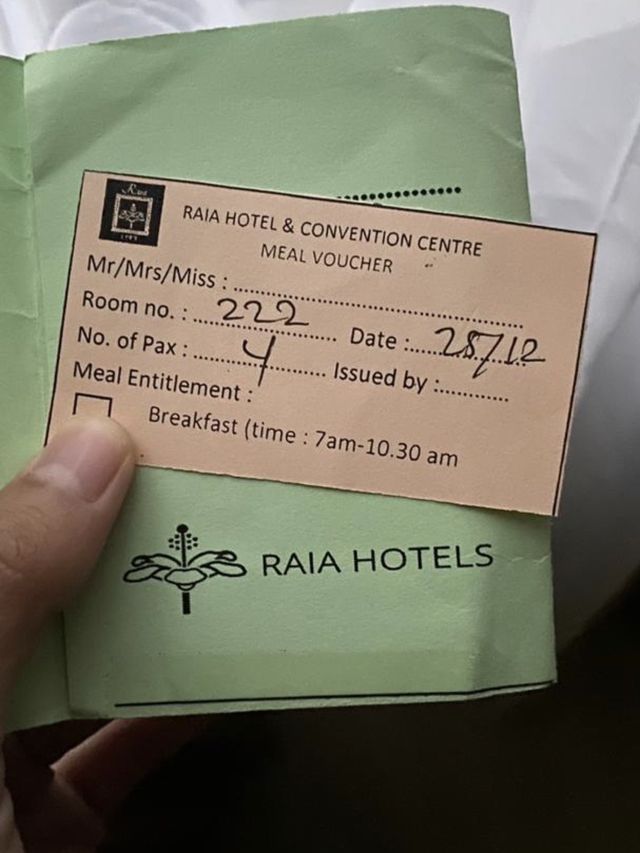 RAIA HOTEL & CONVENTION CENTRE
MEAL VOUCHER
Mr/Mrs/Miss : ........................................
Room no. : 222 Date : 28/12
No. of Pax : 4 Issued by : ............
Meal Entitlement :
Breakfast (time : 7am-10.30 am
RAIA HOTELS